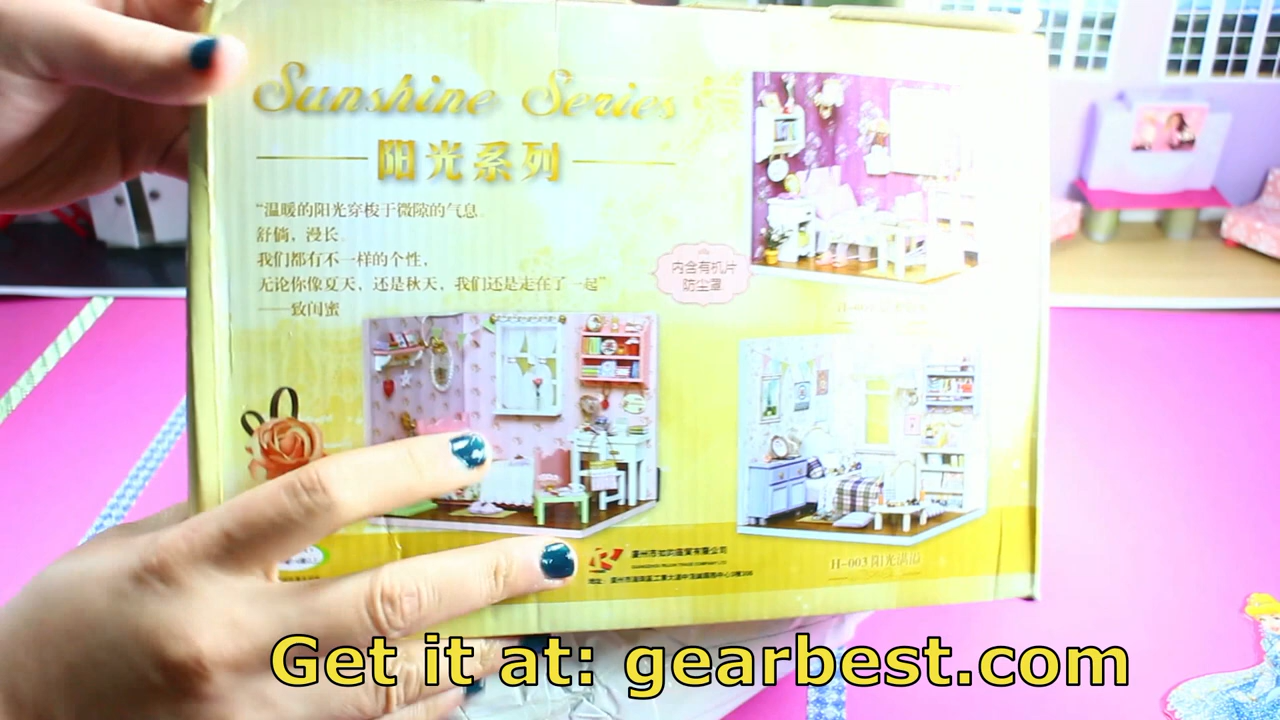 Sunshine Series
阳光系列
“温暖的阳光穿梭于微隙的气息
舒倘，漫长
我们都有不一样的个性，
无论你像夏天，还是秋天，我们还是走在了一起”
——致闺蜜
内含有机片
防尘罩
H-003 阳光满溢
Get it at: gearbest.com